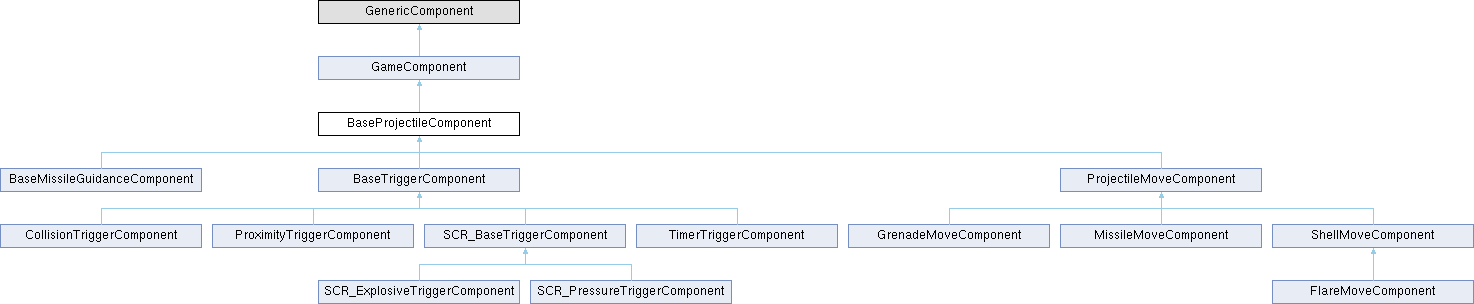 GenericComponent
GameComponent
BaseProjectileComponent
BaseMissileGuidanceComponent
BaseTriggerComponent
ProjectileMoveComponent
CollisionTriggerComponent
ProximityTriggerComponent
SCR_BaseTriggerComponent
TimerTriggerComponent
GrenadeMoveComponent
MissileMoveComponent
ShellMoveComponent
SCR_ExplosiveTriggerComponent
SCR_PressureTriggerComponent
FlareMoveComponent